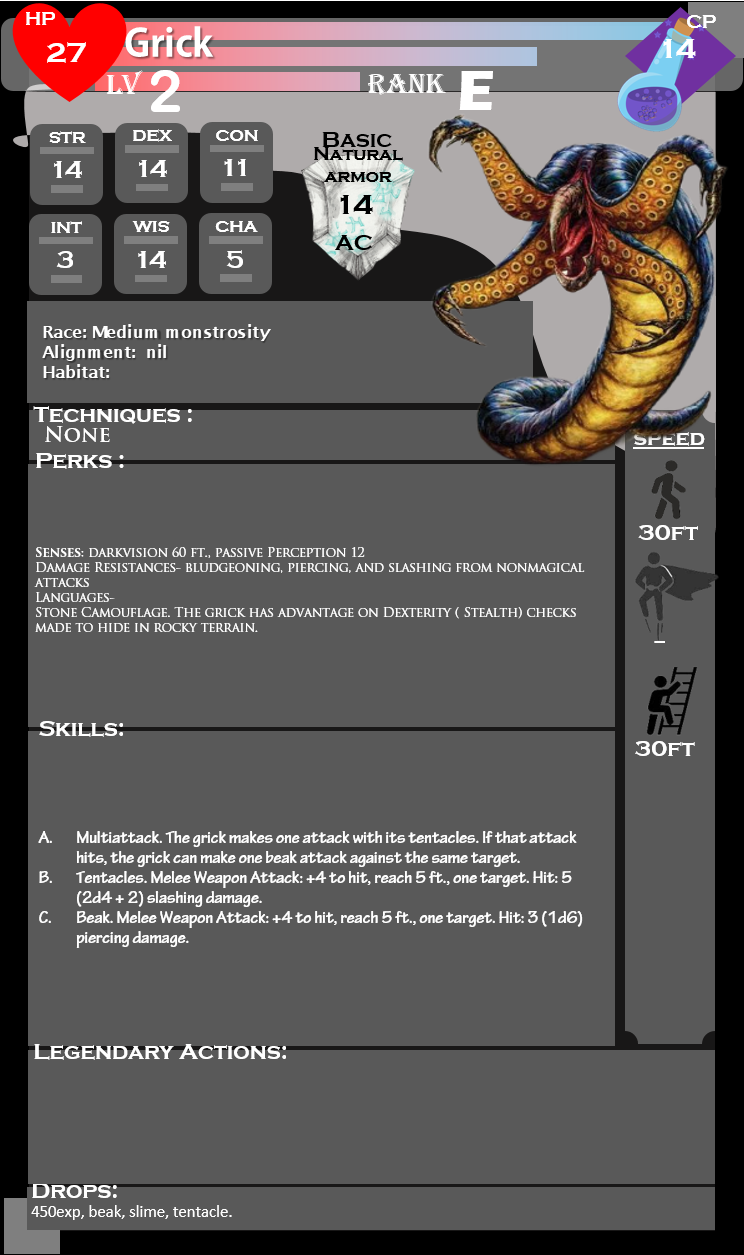 HP
27
Grick
CP
14
LV 2
RANK E
STR
14
DEX
14
CON
11
INT
3
WIS
14
CHA
5
BASIC
NATURAL
ARMOR
14
AC
Race: Medium monstrosity
Alignment: nil
Habitat:
TECHNIQUES :
NONE
PERKS :
SENSES: DARKVISION 60 FT., PASSIVE PERCEPTION 12
DAMAGE RESISTANCES- BLUDGEONING, PIERCING, AND SLASHING FROM NONMAGICAL
ATTACKS
LANGUAGES-
STONE CAMOUFLAGE. THE GRICK HAS ADVANTAGE ON DEXTERITY ( STEALTH) CHECKS
MADE TO HIDE IN ROCKY TERRAIN.
SPEED
30FT
–
30FT
SKILLS:
A. Multiattack. The grick makes one attack with its tentacles. If that attack
hits, the grick can make one beak attack against the same target.
B. Tentacles. Melee Weapon Attack: +4 to hit, reach 5 ft., one target. Hit: 5
(2d4 + 2) slashing damage.
C. Beak. Melee Weapon Attack: +4 to hit, reach 5 ft., one target. Hit: 3 (1d6)
piercing damage.
LEGENDARY ACTIONS:
DROPS:
450exp, beak, slime, tentacle.